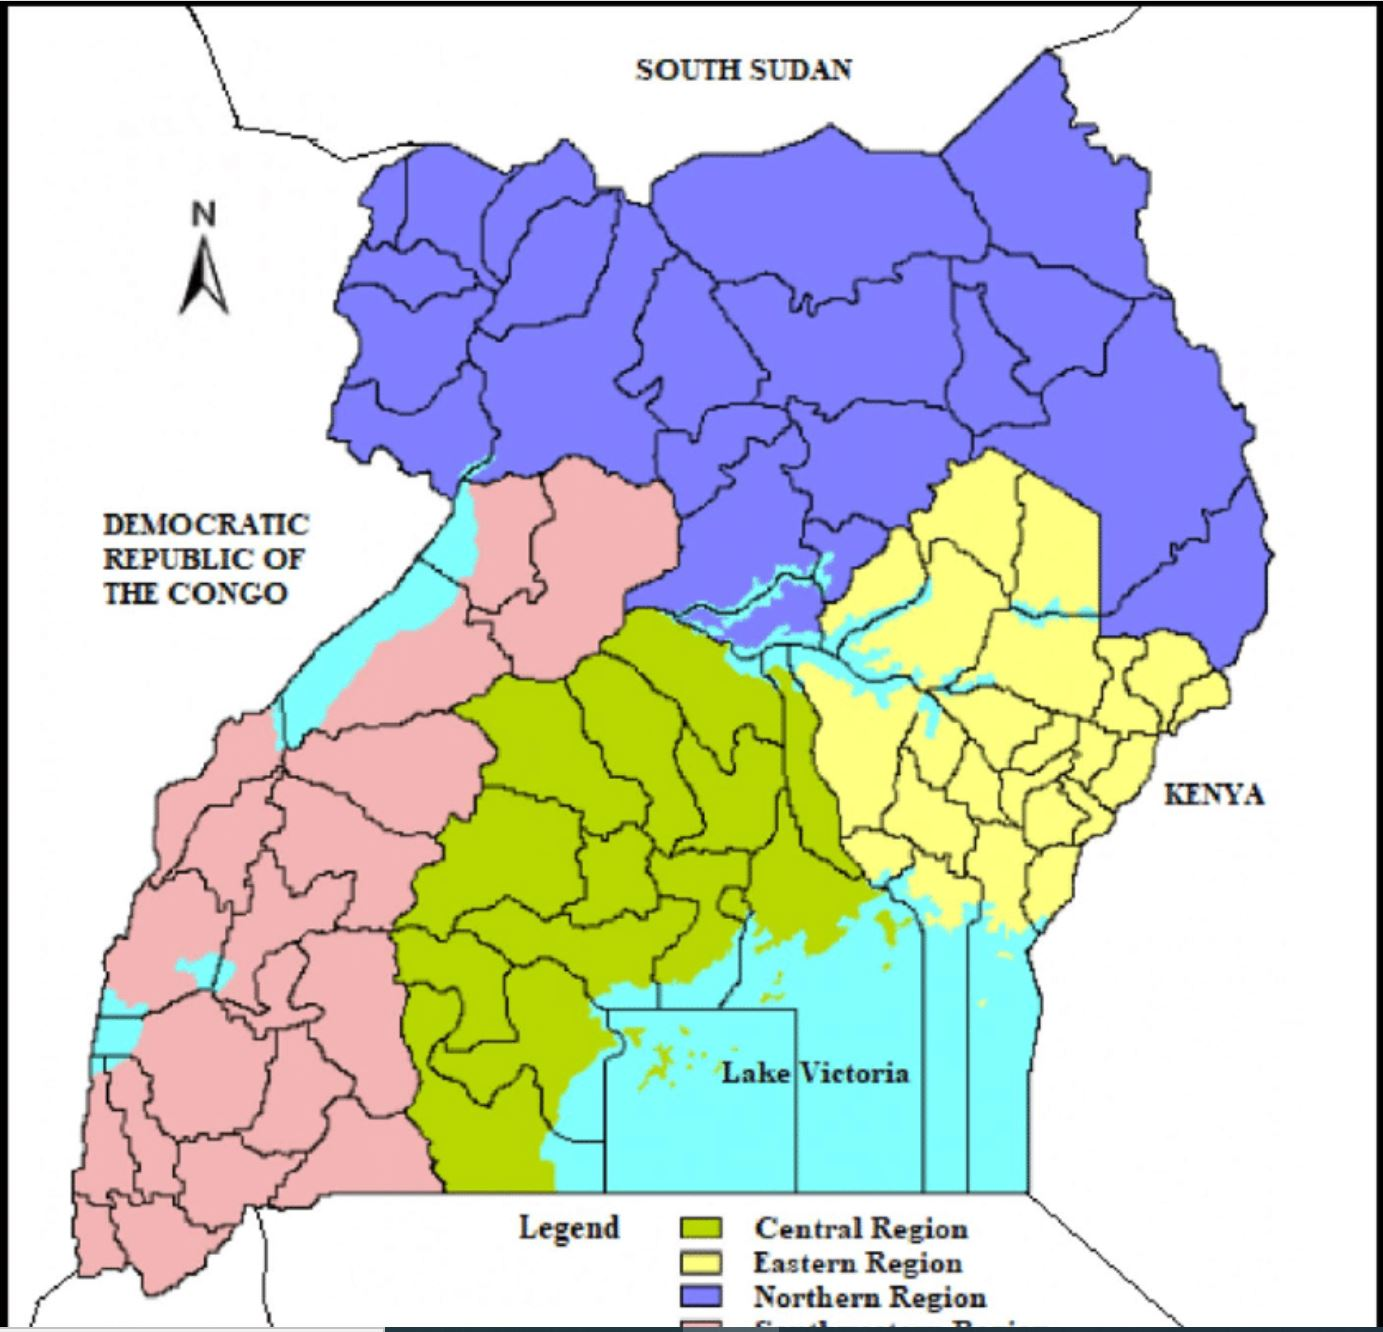 SOUTH SUDAN
N
DEMOCRATIC
REPUBLIC OF
THE CONGO
KENYA
Lake Victoria
Legend
Central Region
Eastern Region
Northern Region